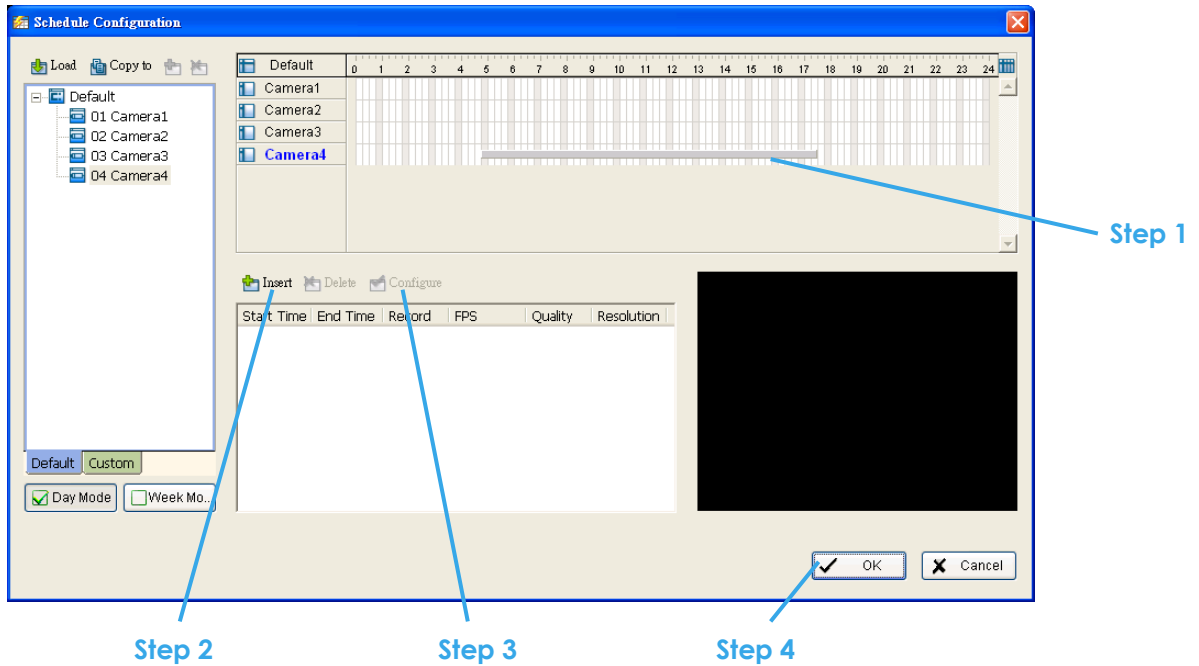 Schedule Configuration
Load Copy to
Default
01 Camera1
02 Camera2
03 Camera3
04 Camera4
Default Custom
Day Mode Week Mo..
Default 0 1 2 3 4 5 6 7 8 9 10 11 12 13 14 15 16 17 18 19 20 21 22 23 24
Camera1
Camera2
Camera3
Camera4
Step 1
Insert Delete Configure
Start Time End Time Record FPS Quality Resolution
OK Cancel
Step 2 Step 3 Step 4